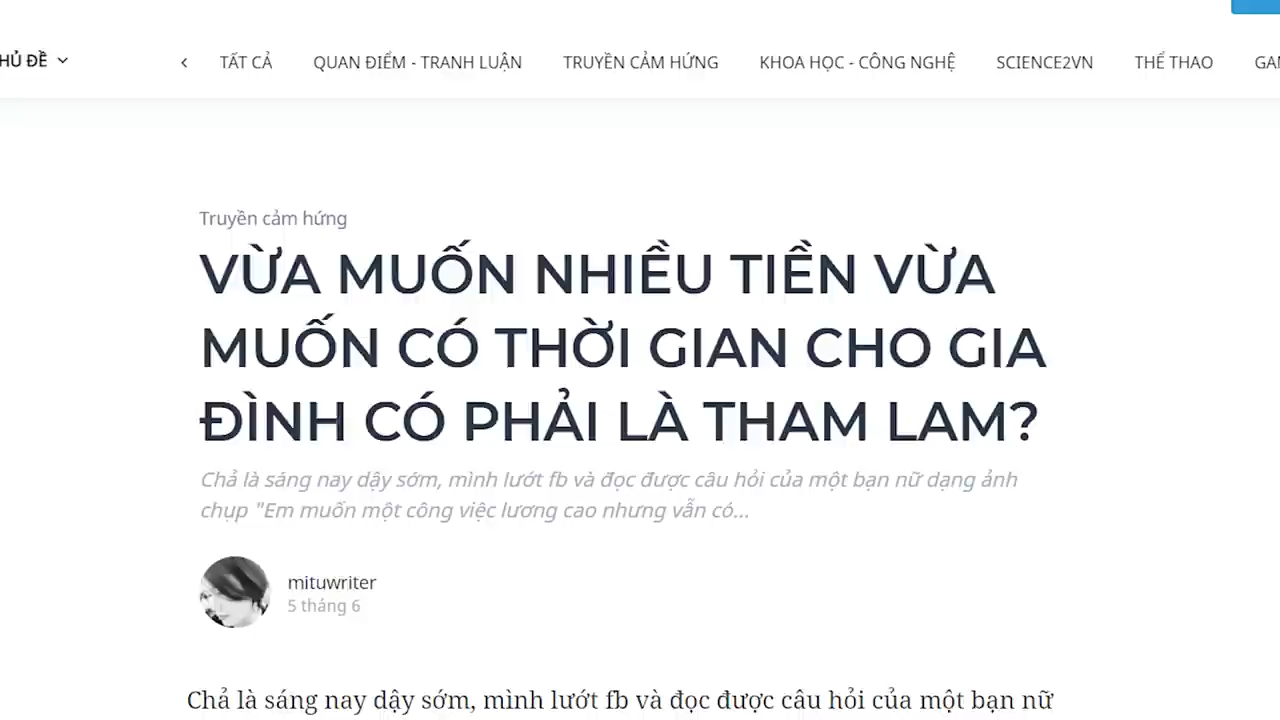 ĐỀ
TẤT CẢ
QUAN ĐIỂM - TRANH LUẬN
TRUYỀN CẢM HỨNG
KHOA HỌC - CÔNG NGHỆ
SCIENCE2VN
THỂ THAO
Truyền cảm hứng
VỪA MUỐN NHIỀU TIỀN VỪA
MUỐN CÓ THỜI GIAN CHO GIA
ĐÌNH CÓ PHẢI LÀ THAM LAM?
Chả là sáng nay dậy sớm, mình lướt fb và đọc được câu hỏi của một bạn nữ dạng ảnh
chụp "Em muốn một công việc lương cao nhưng vẫn có...
mituwriter
5 tháng 6
Chả là sáng nay dậy sớm, mình lướt fb và đọc được câu hỏi của một bạn nữ